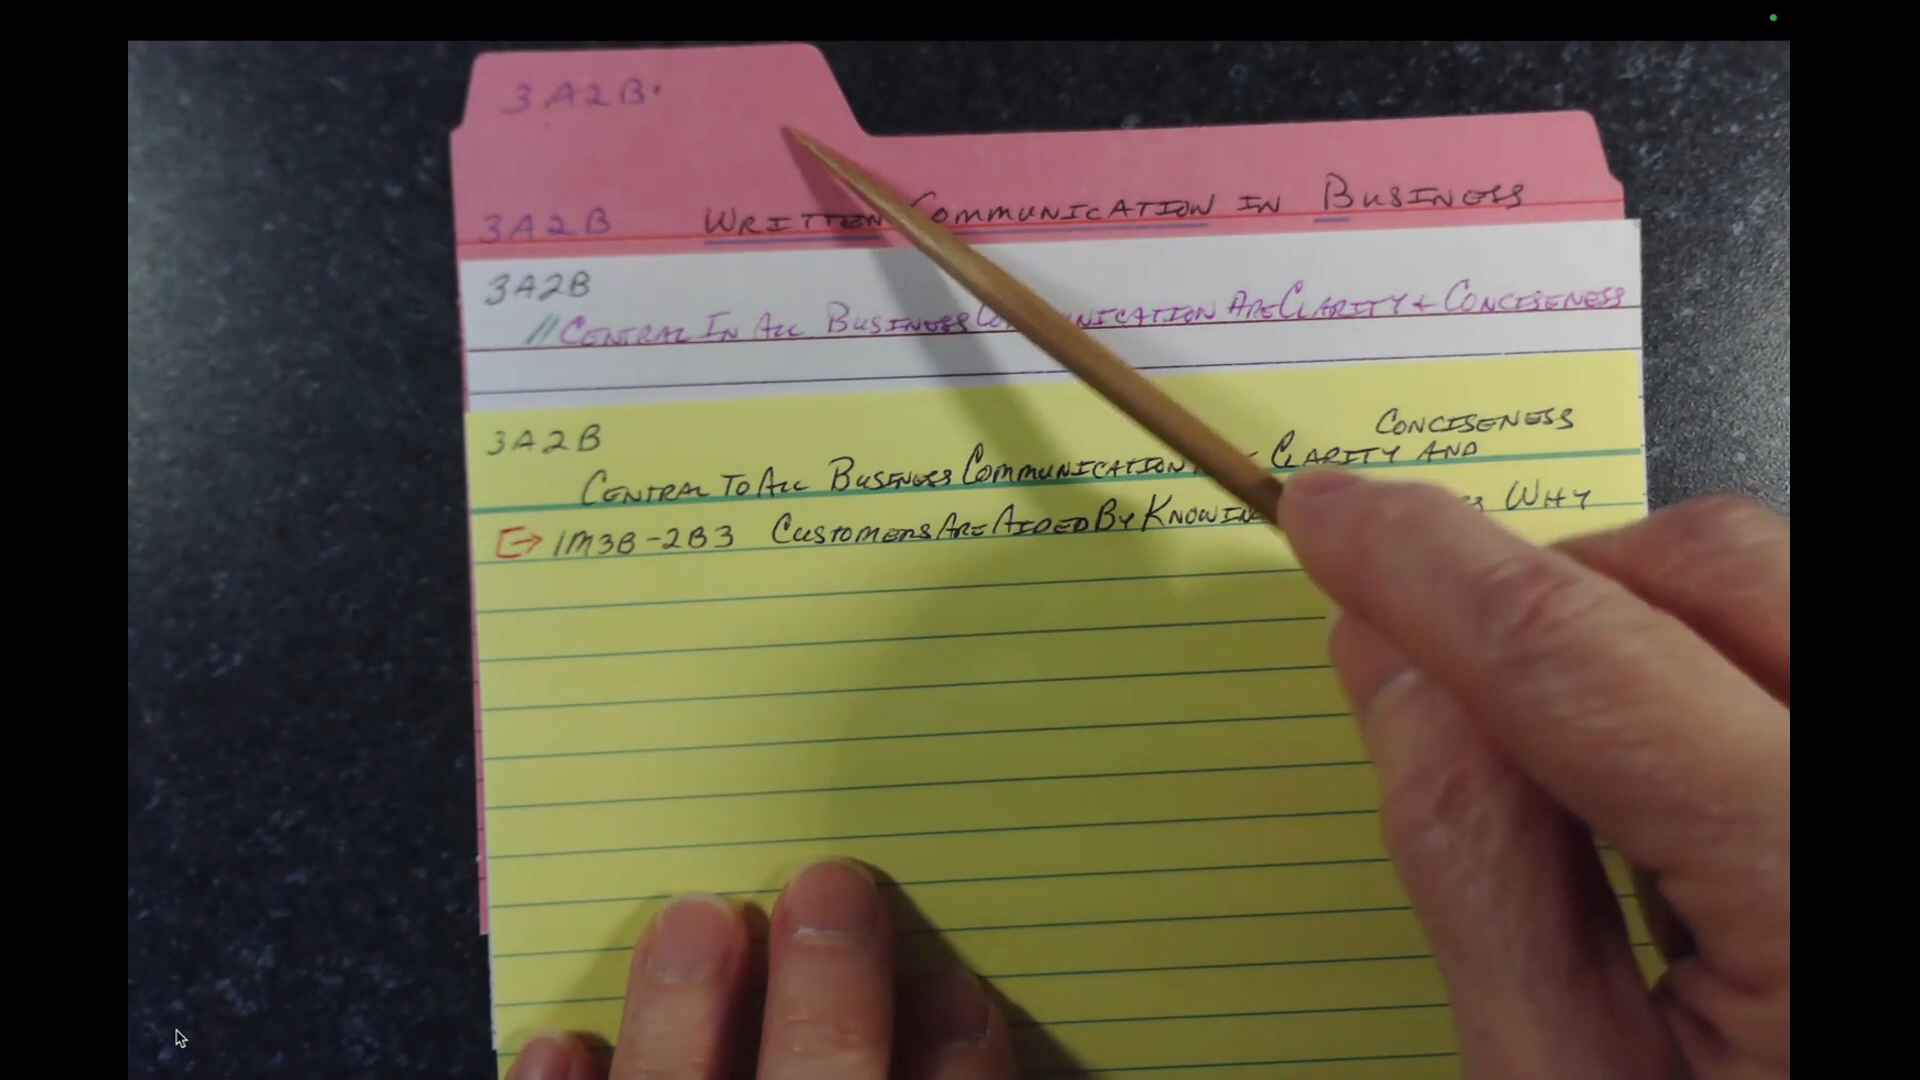 3A2B.
3A2B WRITTEN COMMUNICATION IN BUSINESS
3A2B
// CENTRAL IN ALL BUSINESS COMMUNICATION ARE CLARITY + CONCISENESS
3A2B
CONCISENESS
CENTRAL TO ALL BUSINESS COMMUNICATION CLARITY AND
[→ 1M3B-2B3 CUSTOMERS ARE AIDED BY KNOWING WHY